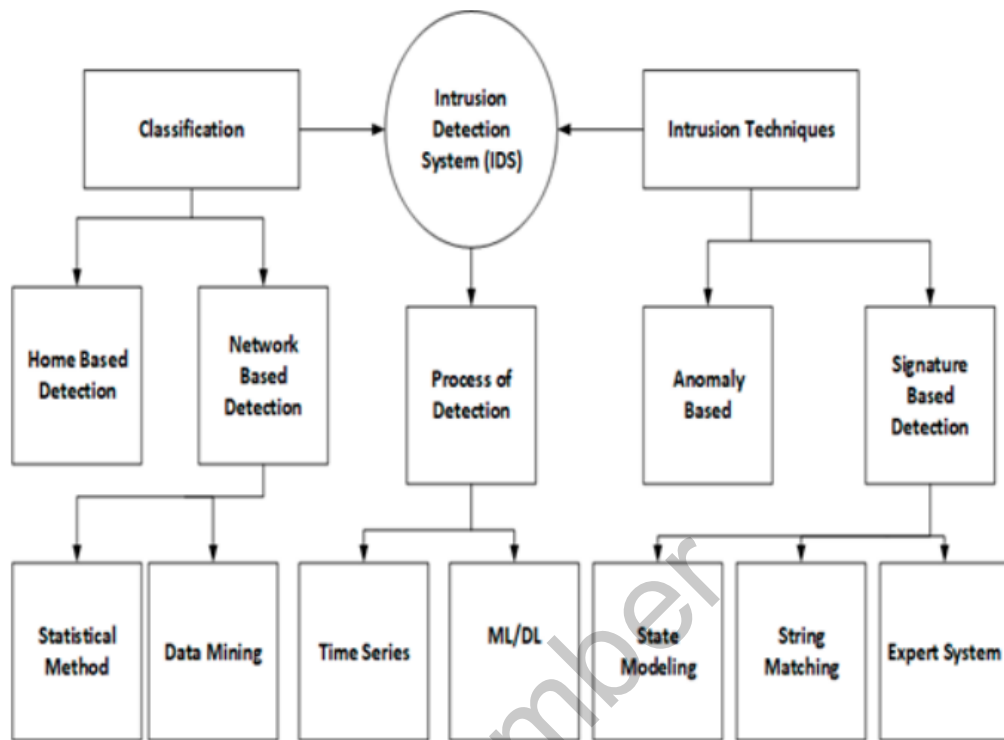 Classification
Intrusion
Detection
System (IDS)
Intrusion Techniques
Home Based
Detection
Network
Based
Detection
Process of
Detection
Anomaly
Based
Signature
Based
Detection
Statistical
Method
Data Mining
Time Series
ML/DL
State
Modeling
String
Matching
Expert System
mber